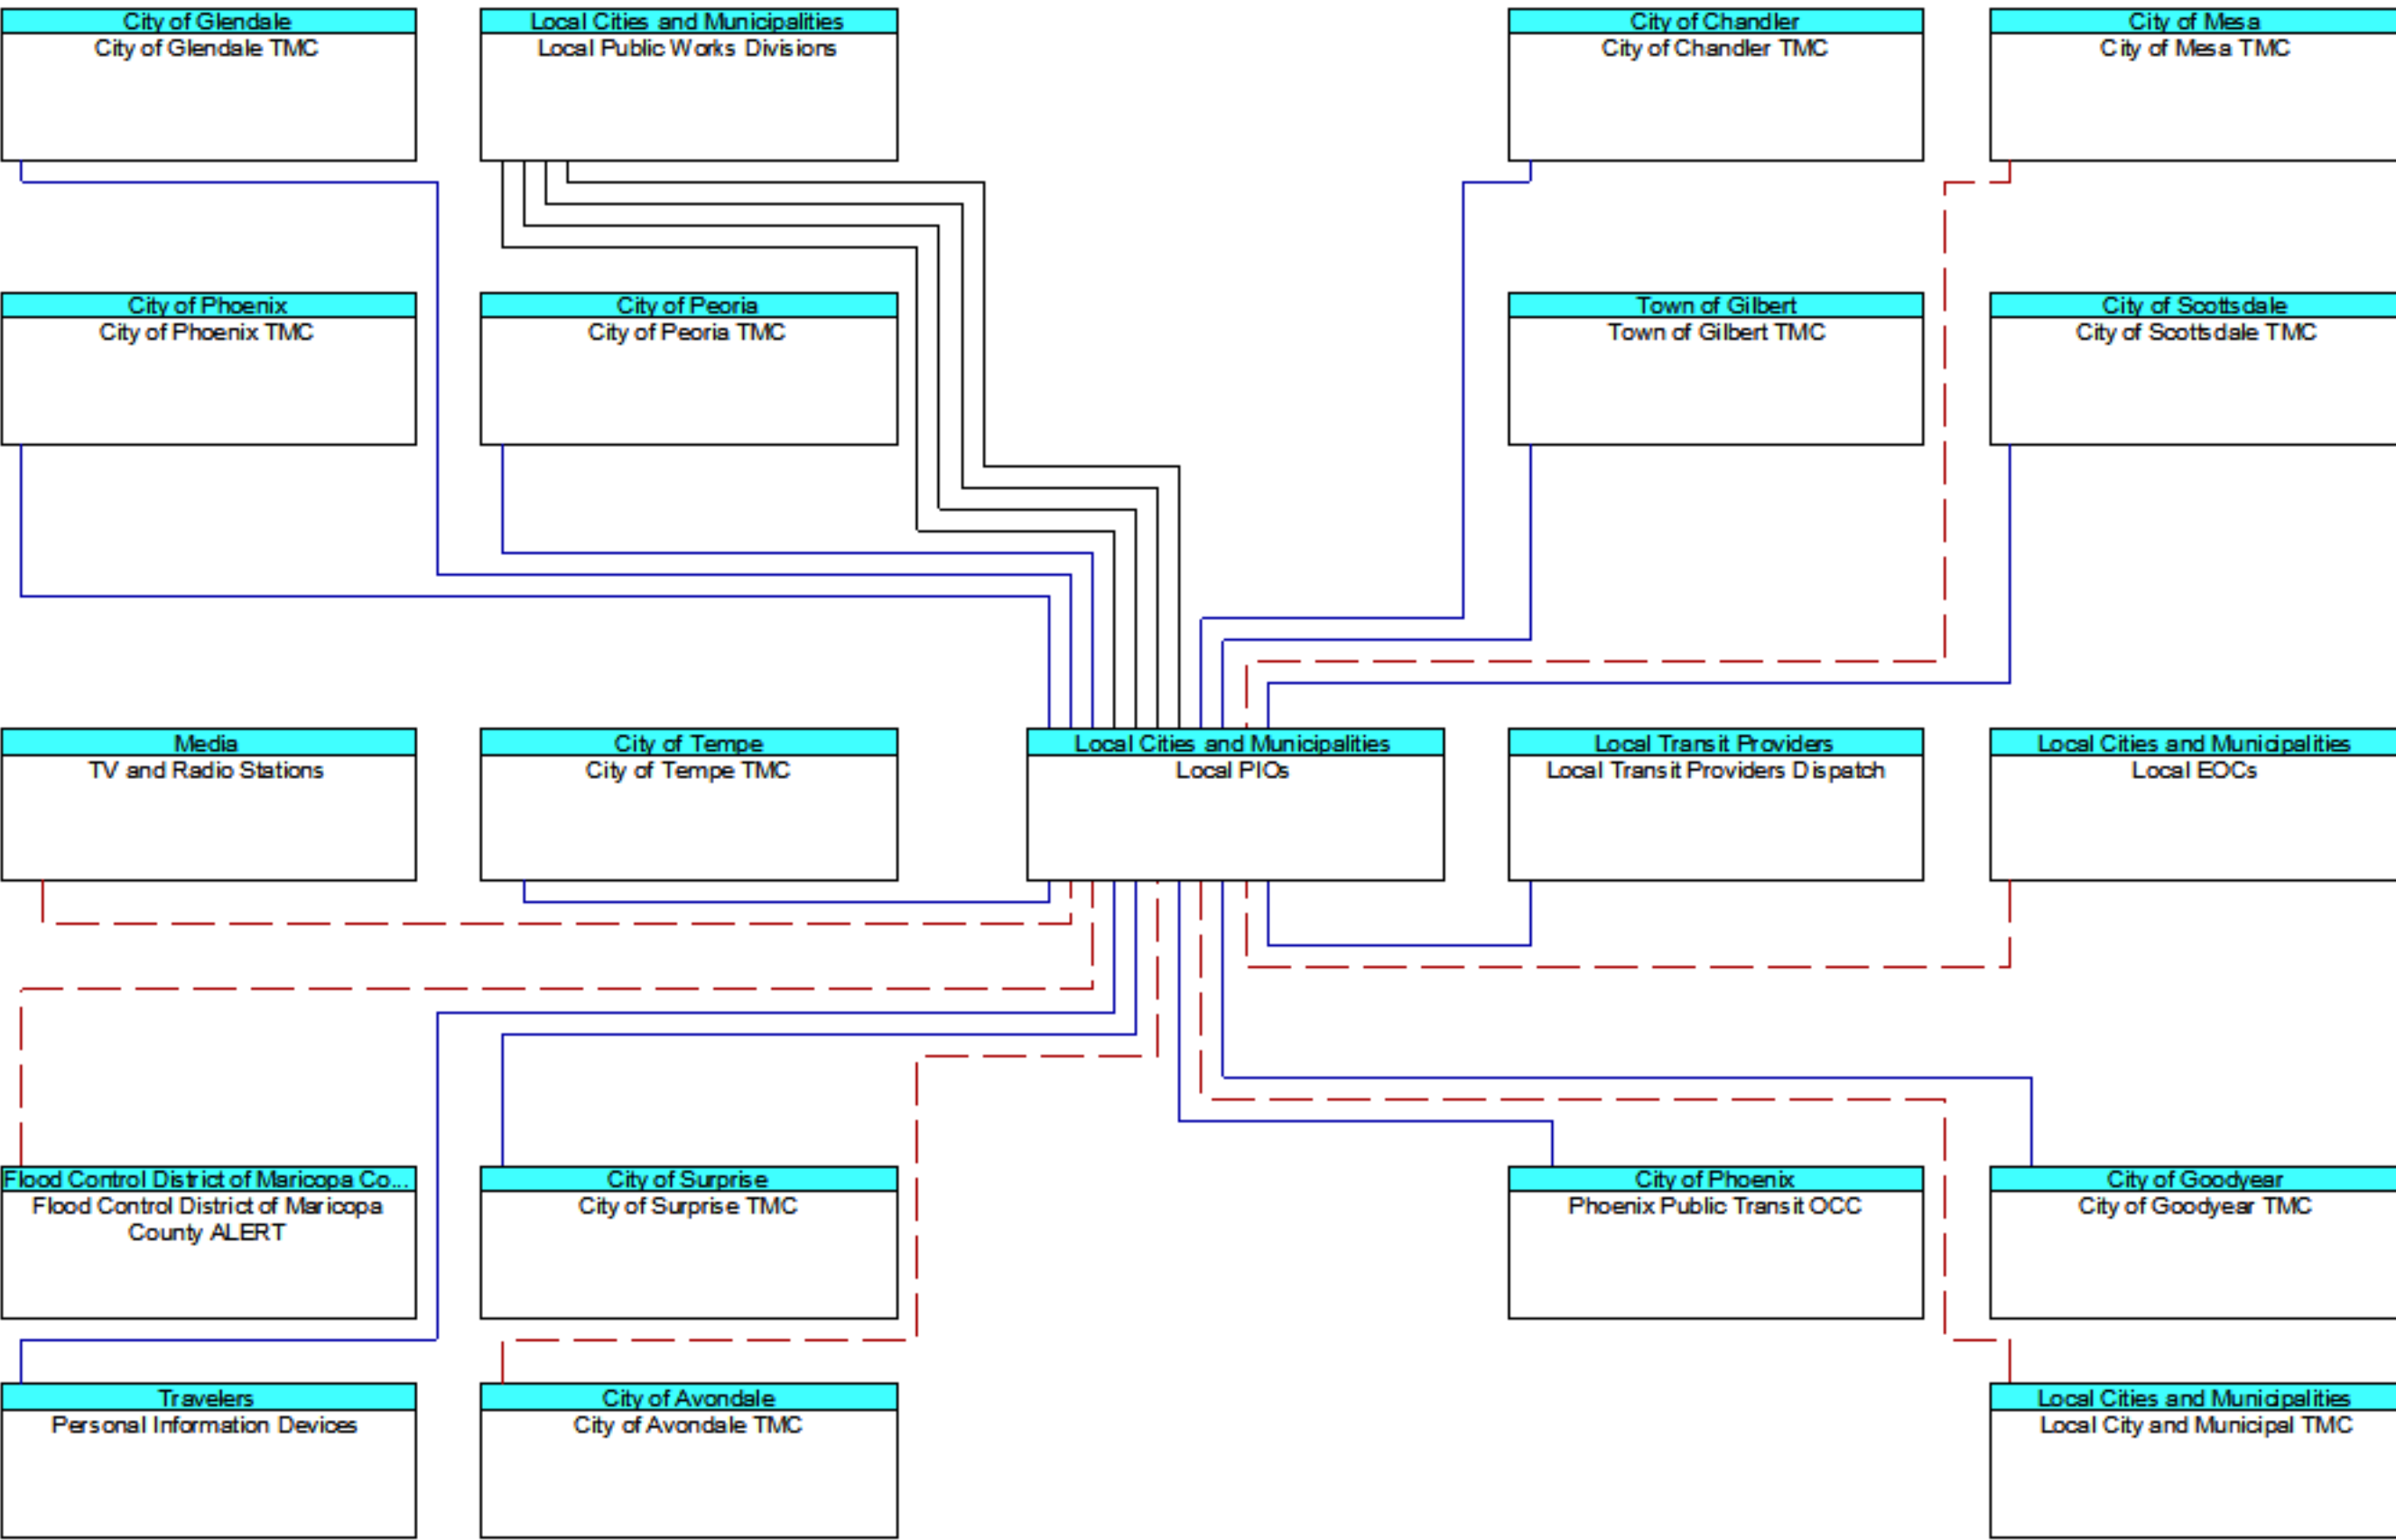 City of Glendale
City of Glendale TMC
Local Cities and Municipalities
Local Public Works Divisions
City of Chandler
City of Chandler TMC
City of Mesa
City of Mesa TMC
City of Phoenix
City of Phoenix TMC
City of Peoria
City of Peoria TMC
Town of Gilbert
Town of Gilbert TMC
City of Scottsdale
City of Scottsdale TMC
Media
TV and Radio Stations
City of Tempe
City of Tempe TMC
Local Cities and Municipalities
Local PIOs
Local Transit Providers
Local Transit Providers Dispatch
Local Cities and Municipalities
Local EOCs
Flood Control District of Maricopa Co...
Flood Control District of Maricopa
County ALERT
City of Surprise
City of Surprise TMC
City of Phoenix
Phoenix Public Transit OCC
City of Goodyear
City of Goodyear TMC
Travelers
Personal Information Devices
City of Avondale
City of Avondale TMC
Local Cities and Municipalities
Local City and Municipal TMC